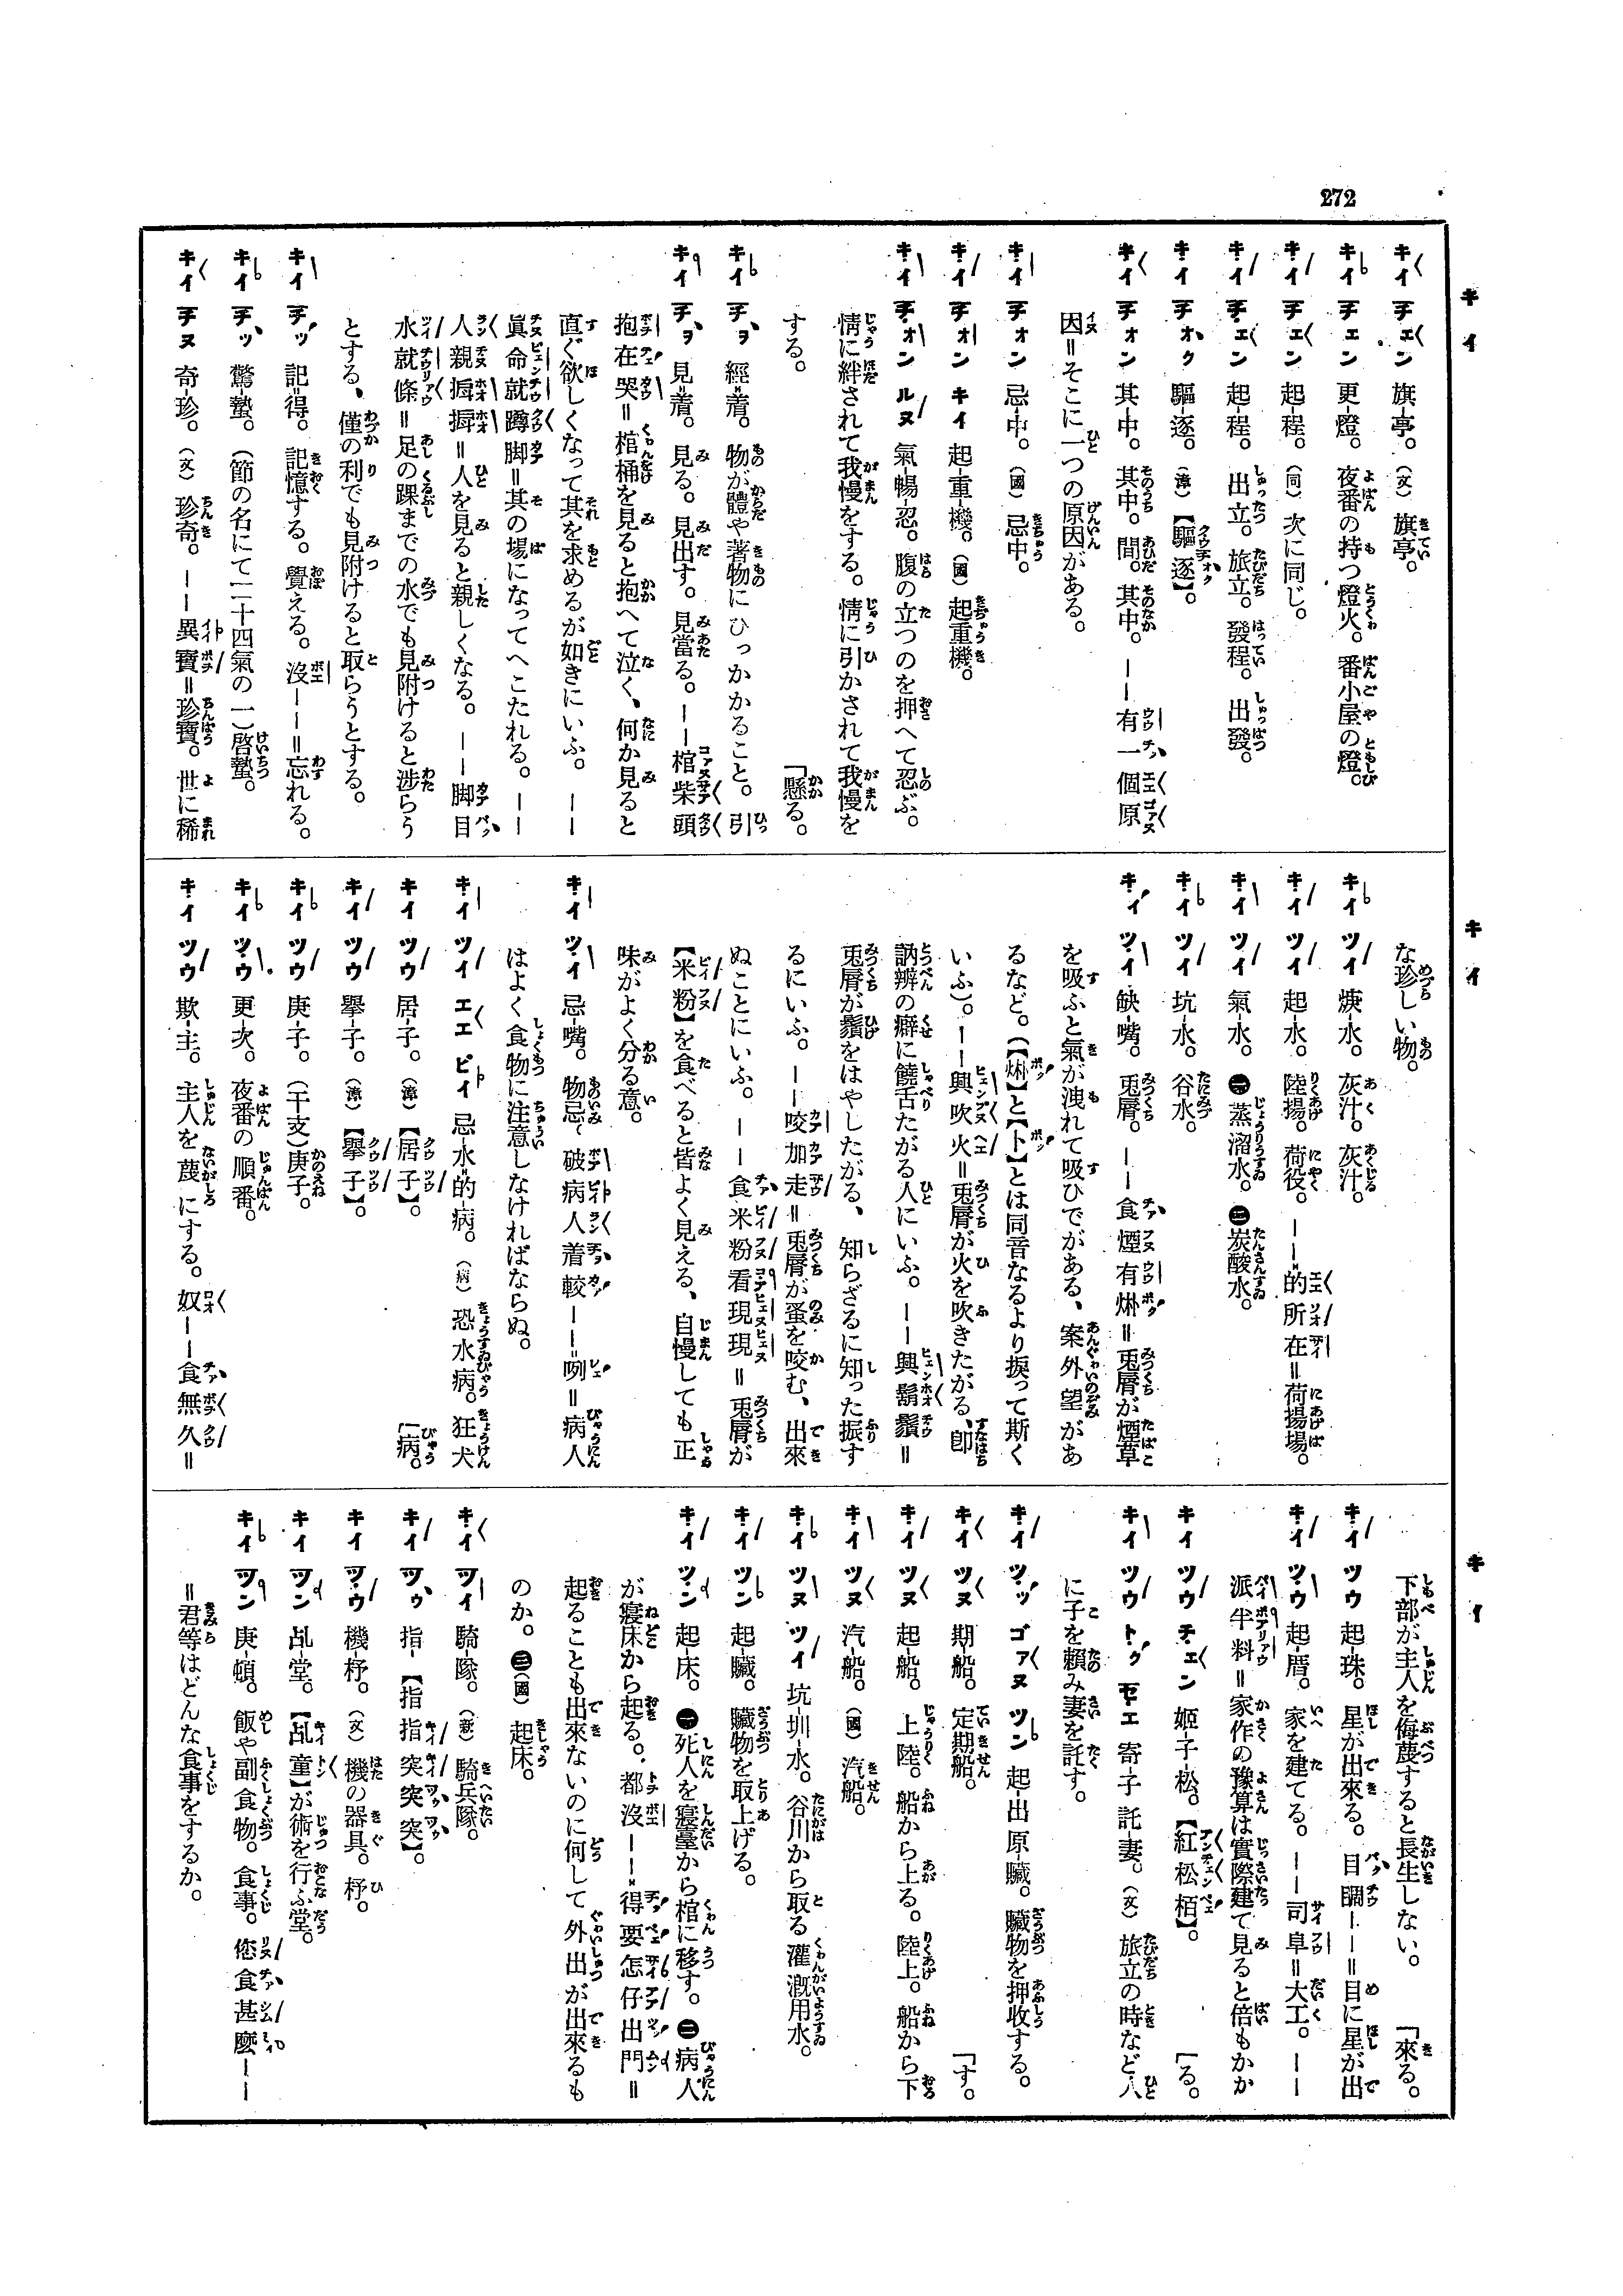 272
キイ
キイ チェン 旗-亭。(文) 旗亭。
キイ チェン 更-燈。 夜番の持つ燈火。番小屋の燈。
キイ チェン 起-程。(同) 次に同じ。
キイ チェン 起-程。 出立。旅立。發程。出發。
キイ チォク 驅-逐。(漳)【驅逐】。
キイ チォン 其-中。 其中。間。其中。——有一個原
因=そこに一つの原因がある。
キイ チォン 忌-中。(國) 忌中。
キイ チォン キイ 起-重-機。(國) 起重機。
キイ チォン ルヌ 氣-暢-忍。腹の立つのを押へて忍ぶ。
情に絆されて我慢をする。情に引かされて我慢を
する。 「懸る。
キイ チヲ 經-着。 物が體や著物にひっかかること。引
キイ チヲ 見-着。 見る。見出す。見當る。——棺柴頭
抱在哭=棺桶を見ると抱へて泣く、何か見ると
直ぐ欲しくなって其を求めるが如きにいふ。——
眞命就蹲脚=其の場になってへこたれる。——
人親搙搙=人を見ると親しくなる。——脚目
水就條=足の踝までの水でも見附けると渉らう
とする、僅の利でも見附けると取らうとする。
キイ チッ 記-得。 記憶する。覺える。沒——=忘れる。
キイ チッ 驚-蟄。(節の名にて二十四氣の一)啓蟄。
キイ チヌ 奇-珍。(文) 珍奇。——異寶=珍寶。世に稀
キイ
な珍しい物。
キイ ツイ 𤆬-水。 灰汁。灰汁。
キイ ツイ 起-水。 陸揚。荷役。——的所在=荷揚場。
キイ ツイ 氣-水。 ㊀蒸溜水。㊁炭酸水。
キイ ツイ 坑-水。 谷水。
キイ ツイ 缺-嘴。 兎脣。——食煙有烞=兎脣が煙草
を吸ふと氣が洩れて吸ひでがある、案外望があ
るなど。(【烞】と【卜】とは同音なるより捩って斯く
いふ)。——興吹火=兎脣が火を吹きたがる、卽
訥辨の癖に饒舌たがる人にいふ。——興鬍鬚=
兎脣が鬚をはやしたがる、知らざるに知った振す
るにいふ。——咬加走=兎脣が蚤を咬む、出來
ぬことにいふ。——食米粉看現現=兎脣が
【米粉】を食べると皆よく見える、自慢しても正
味がよく分る意。
キイ ツイ 忌-嘴。 物忌~破病人着較——咧=病人
はよく食物に注意しなければならぬ。
キイ ツイ エエ ピイ 忌-水-的-病。(病) 恐水病。狂犬
「病。
キイ ツウ 居-子。(漳)【居子】。
キイ ツウ 擧-子。(漳)【擧子】。
キイ ツウ 庚-子。(干支)庚子。
キイ ツウ 更-次。 夜番の順番。
キイ ツウ 欺-主。 主人を蔑にする。奴——食無久=
キイ
下部が主人を侮蔑すると長生しない。 「來る。
キイ ツウ 起-珠。 星が出來る。目睭——=目に星が出
キイ ツウ 起-厝。 家を建てる。——司阜=大工。——
派半料=家作の豫算は實際建て見ると倍もかか
キイ ツウ チェン 姬-子-松。【紅松栢】。 「る。
キイ ツウ トク セエ 寄-子 託-妻。(文) 旅立の時など人
に子を賴み妻を託す。
キイ ツッ ゴァヌ ツン 起-出 原-贓。贓物を押收する。
キイ ツヌ 期-船。 定期船。 「す。
キイ ツヌ 起-船。 上陸。船から上る。陸上。船から下
キイ ツヌ 汽-船。(國) 汽船。
キイ ツヌ ツイ 坑-圳-水。 谷川から取る灌漑用水。
キイ ツン 起-贓。 贓物を取上げる。
キイ ツン 起-床。 ㊀死人を寢臺から棺に移す。㊁病人
が寢床から起る。都沒——得要怎仔出門=
起ることも出來ないのに何して外出が出來るも
のか。㊂(國) 起床。
キイ ツイ 騎-隊。(新) 騎兵隊。
キイ ツゥ 指-【指指突突突】。
キイ ツウ 機-杼。(文) 機の器具。杼。
キイ ツン 乩-堂。【乩童】が術を行ふ堂。
キイ ツン 庚-頓。 飯や副食物。食事。您食甚麼——
=君等はどんな食事をするか。